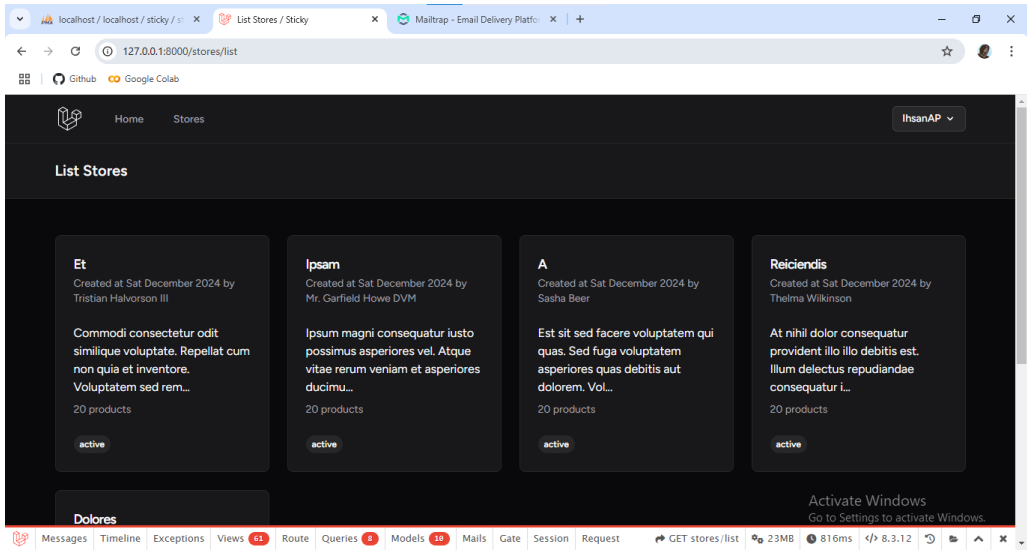 localhost / localhost / sticky / s
List Stores / Sticky
Mailtrap - Email Delivery Platfo
127.0.0.1:8000/stores/list
Github
Google Colab
Home
Stores
IhsanAP
List Stores
Et
Created at Sat December 2024 by
Tristian Halvorson III
Commodi consectetur odit
similique voluptate. Repellat cum
non quia et inventore.
Voluptatem sed rem...
20 products
active
Ipsam
Created at Sat December 2024 by
Mr. Garfield Howe DVM
Ipsum magni consequatur iusto
possimus asperiores vel. Atque
vitae rerum veniam et asperiores
ducimu...
20 products
active
A
Created at Sat December 2024 by
Sasha Beer
Est sit sed facere voluptatem qui
quas. Sed fuga voluptatem
asperiores quas debitis aut
dolorem. Vol...
20 products
active
Reiciendis
Created at Sat December 2024 by
Thelma Wilkinson
At nihil dolor consequatur
provident illo illo debitis est.
Illum delectus repudiandae
consequatur i...
20 products
active
Dolores
Activate Windows
Go to Settings to activate Windows.
Messages Timeline Exceptions Views 61 Route Queries 8 Models 10 Mails Gate Session Request GET stores/list 23MB 816ms </> 8.3.12